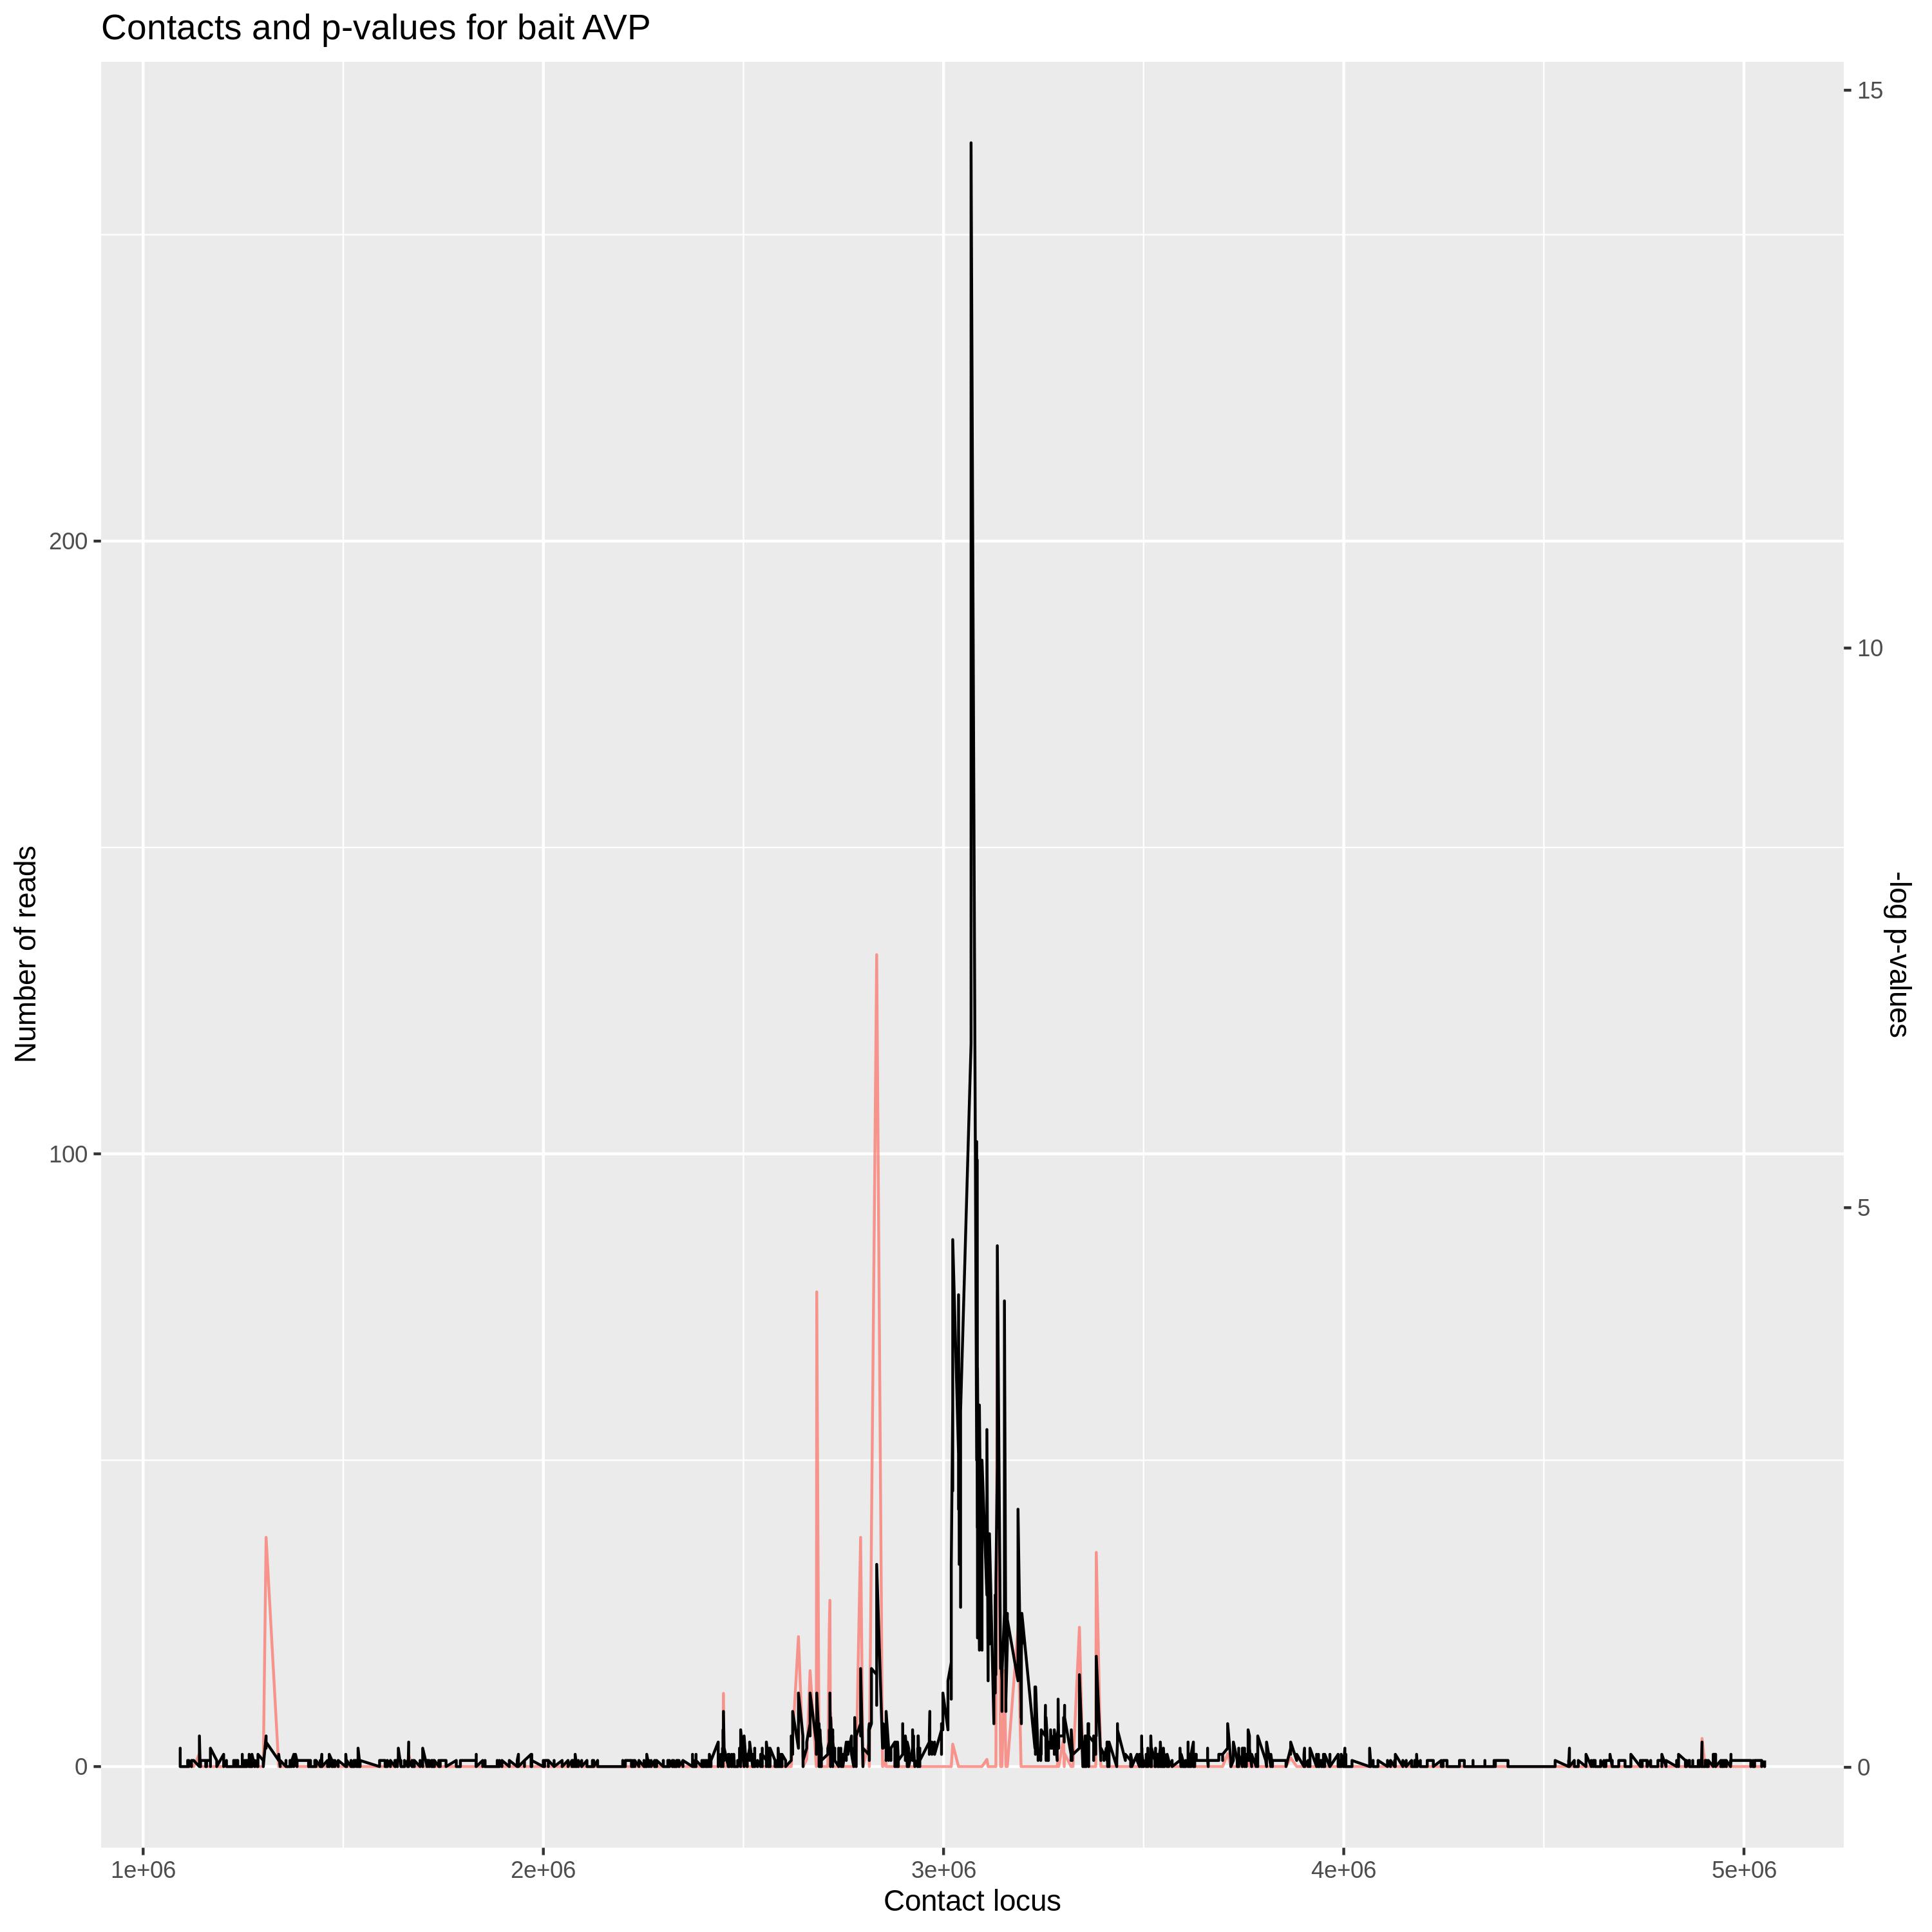 Contacts and p-values for bait AVP
Number of reads
200
100
0
15
10
5
0
-log p-values
1e+06
2e+06
3e+06
4e+06
5e+06
Contact locus